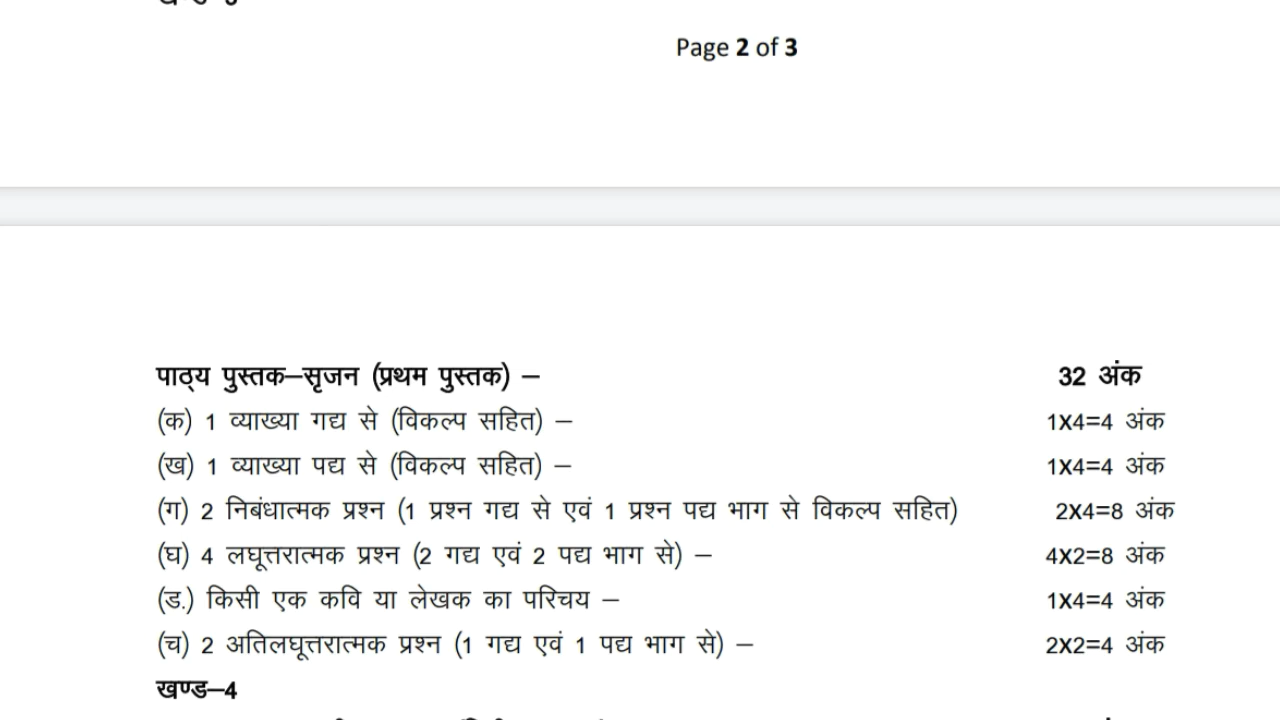 Page 2 of 3
पाठ्य पुस्तक–सृजन (प्रथम पुस्तक) – 32 अंक
(क) 1 व्याख्या गद्य से (विकल्प सहित) – 1X4=4 अंक
(ख) 1 व्याख्या पद्य से (विकल्प सहित) – 1X4=4 अंक
(ग) 2 निबंधात्मक प्रश्न (1 प्रश्न गद्य से एवं 1 प्रश्न पद्य भाग से विकल्प सहित) 2X4=8 अंक
(घ) 4 लघूत्तरात्मक प्रश्न (2 गद्य एवं 2 पद्य भाग से) – 4X2=8 अंक
(ड.) किसी एक कवि या लेखक का परिचय – 1X4=4 अंक
(च) 2 अतिलघूत्तरात्मक प्रश्न (1 गद्य एवं 1 पद्य भाग से) – 2X2=4 अंक
खण्ड–4